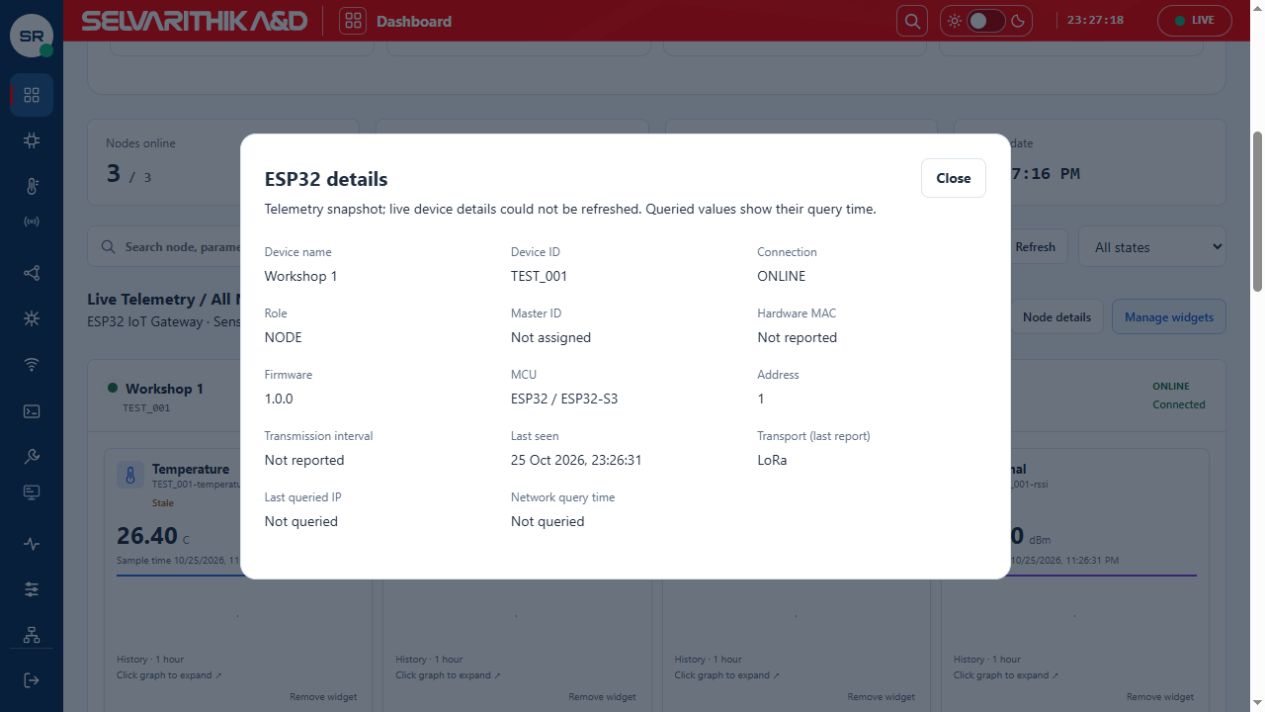 SR
SELVARITHIK A&D
Dashboard
23:27:18
LIVE
Nodes online
3 / 3
date
7:16 PM
Search node, parame
Refresh
All states
Live Telemetry / All N
ESP32 IoT Gateway · Sens
Node details
Manage widgets
Workshop 1
TEST_001
ONLINE
Connected
ESP32 details
Close
Telemetry snapshot; live device details could not be refreshed. Queried values show their query time.
Device name
Workshop 1
Device ID
TEST_001
Connection
ONLINE
Role
NODE
Master ID
Not assigned
Hardware MAC
Not reported
Firmware
1.0.0
MCU
ESP32 / ESP32-S3
Address
1
Transmission interval
Not reported
Last seen
25 Oct 2026, 23:26:31
Transport (last report)
LoRa
Last queried IP
Not queried
Network query time
Not queried
Temperature
TEST_001-temperatu
Stale
26.40 C
Sample time 10/25/2026, 11
nal
_001-rssi
0 dBm
10/25/2026, 11:26:31 PM
History · 1 hour
Click graph to expand ↗
Remove widget
History · 1 hour
Click graph to expand ↗
Remove widget
History · 1 hour
Click graph to expand ↗
Remove widget
History · 1 hour
Click graph to expand ↗
Remove widget